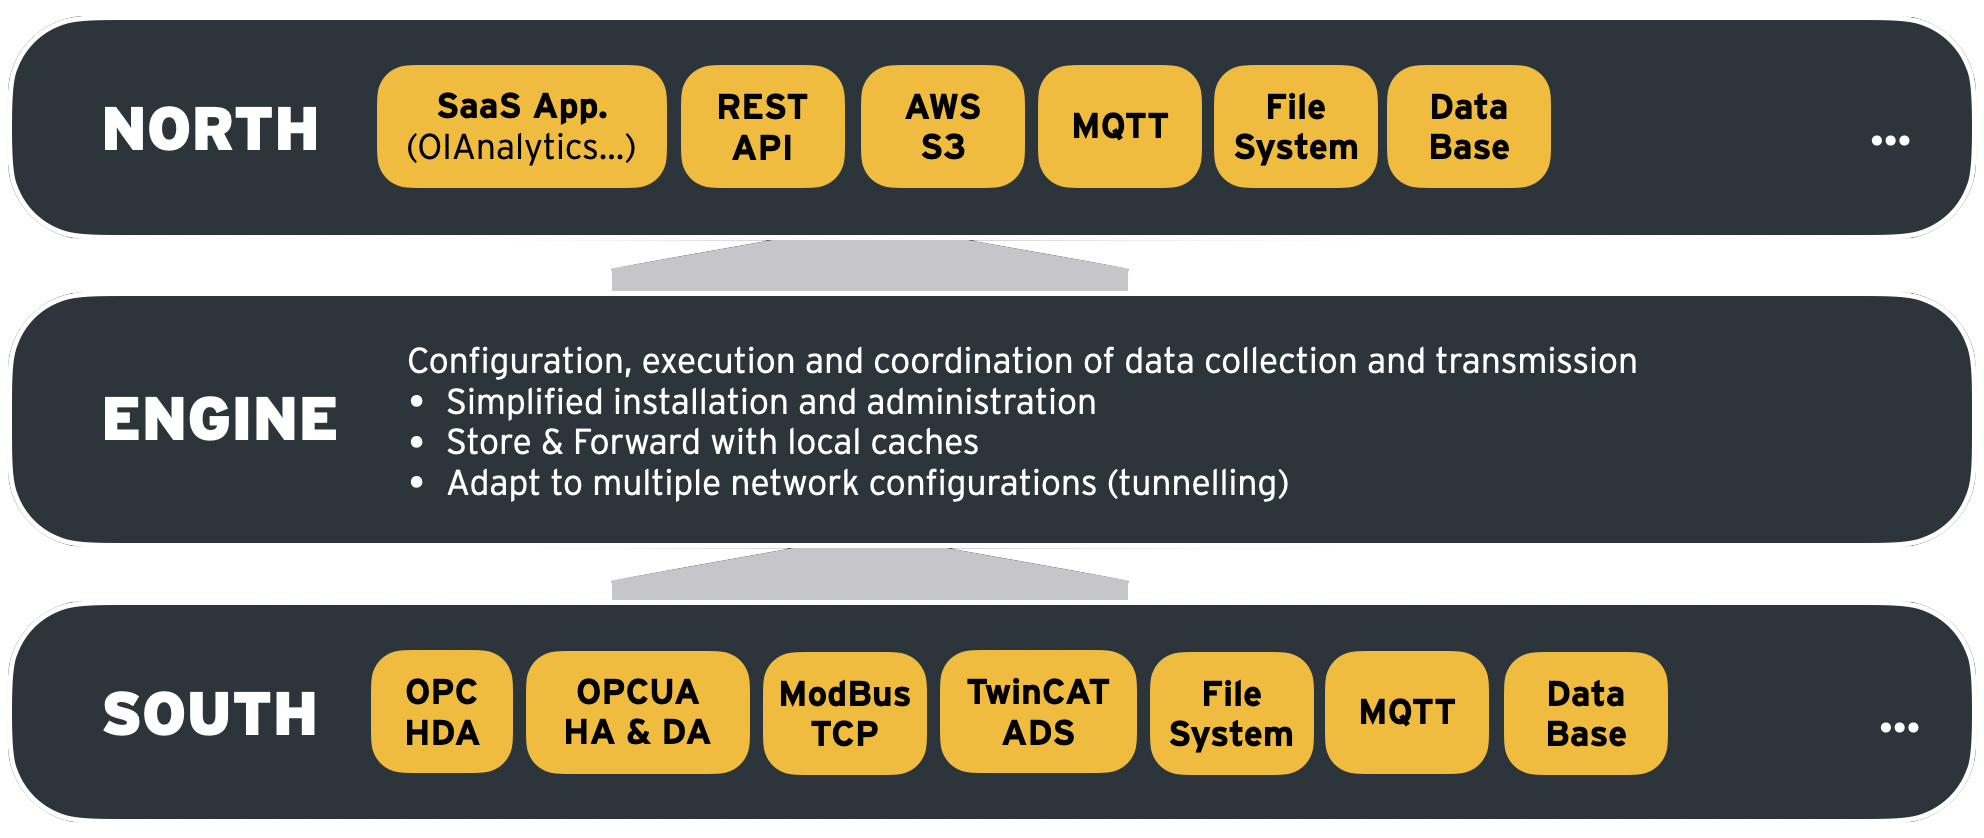 NORTH
SaaS App.
(OIAnalytics...)
REST
API
AWS
S3
MQTT
File
System
Data
Base
...
ENGINE
Configuration, execution and coordination of data collection and transmission
• Simplified installation and administration
• Store & Forward with local caches
• Adapt to multiple network configurations (tunnelling)
SOUTH
OPC
HDA
OPCUA
HA & DA
ModBus
TCP
TwinCAT
ADS
File
System
MQTT
Data
Base
...